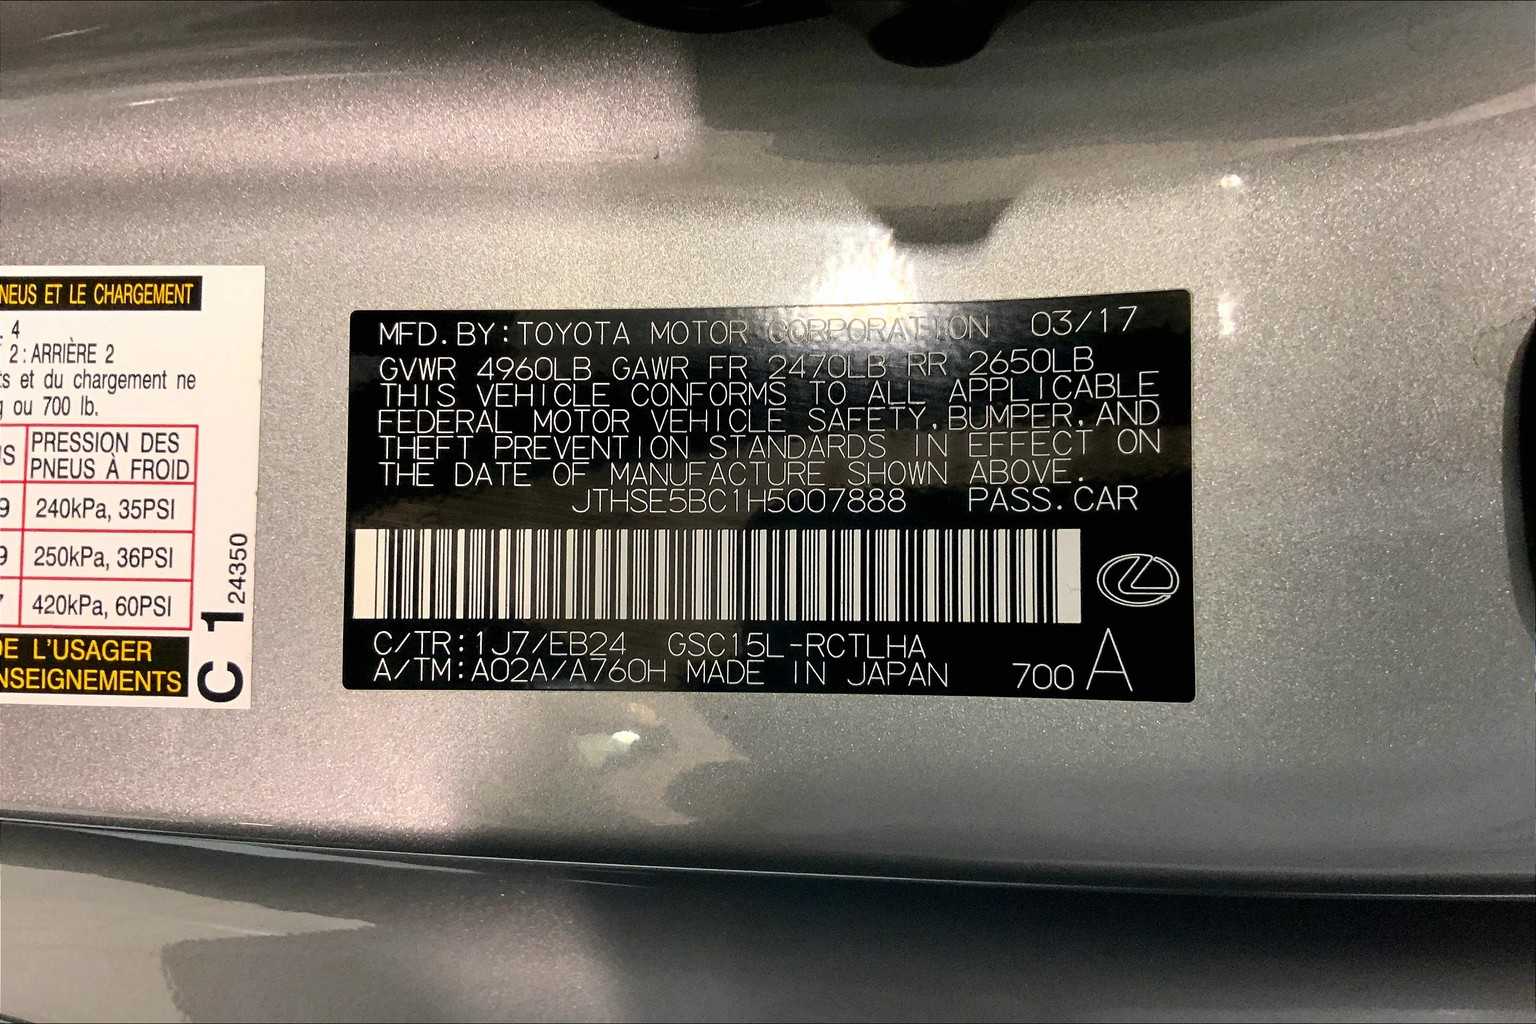 NEUS ET LE CHARGEMENT
4
2 : ARRIÈRE 2
ts et du chargement ne
g ou 700 lb.
PRESSION DES
PNEUS À FROID
9 240kPa, 35PSI
9 250kPa, 36PSI
7 420kPa, 60PSI
DE L'USAGER
NSEIGNEMENTS
C 1 24350
MFD.BY:TOYOTA MOTOR CORPORATION 03/17
GVWR 4960LB GAWR FR 2470LB RR 2650LB
THIS VEHICLE CONFORMS TO ALL APPLICABLE
FEDERAL MOTOR VEHICLE SAFETY,BUMPER,AND
THEFT PREVENTION STANDARDS IN EFFECT ON
THE DATE OF MANUFACTURE SHOWN ABOVE.
JTHSE5BC1H5007888 PASS.CAR
C/TR:1J7/EB24 GSC15L-RCTLHA
A/TM:A02A/A760H MADE IN JAPAN 700 A